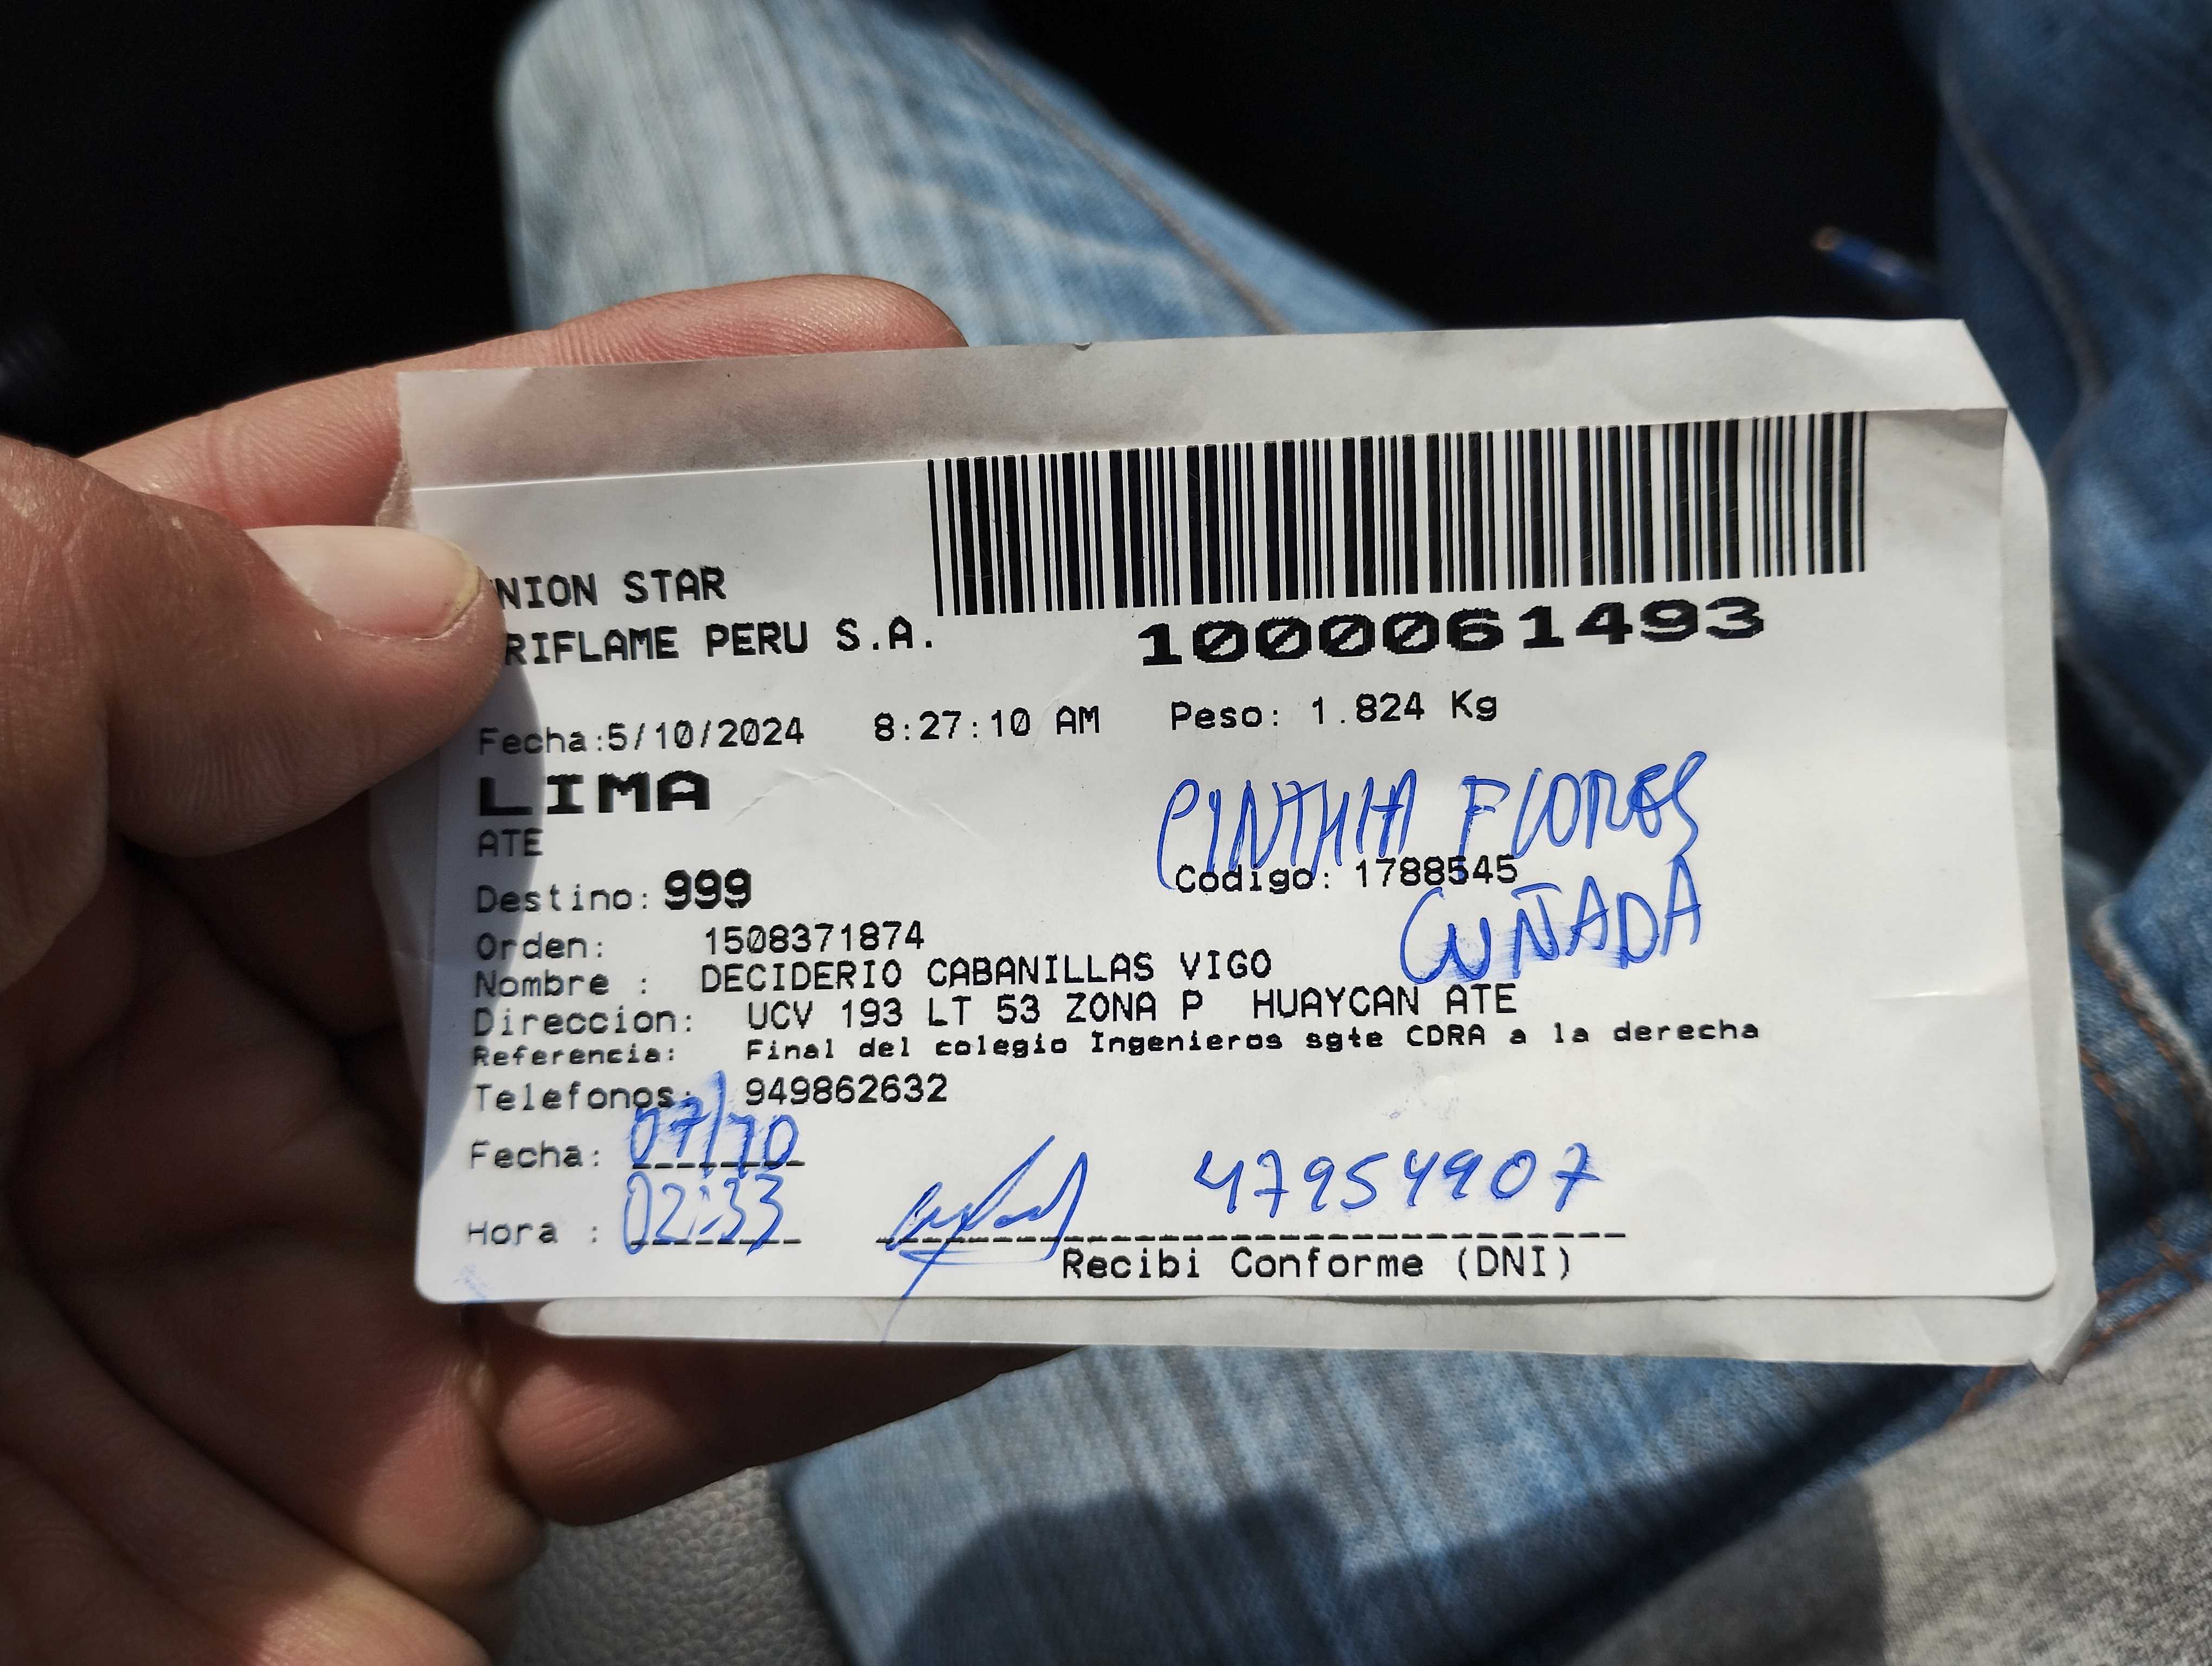 NION STAR
RIFLAME PERU S.A.
1000061493
Fecha:5/10/2024 8:27:10 AM Peso: 1.824 Kg
LIMA
CINTHIA FLORES
ATE
Codigo: 1788545
Destino: 999
CUÑADA
Orden: 1508371874
Nombre : DECIDERIO CABANILLAS VIGO
Direccion: UCV 193 LT 53 ZONA P HUAYCAN ATE
Referencia: Final del colegio Ingenieros sgte CDRA a la derecha
Telefonos: 949862632
Fecha: 07/10
47954907
Hora : 02:33
Recibi Conforme (DNI)